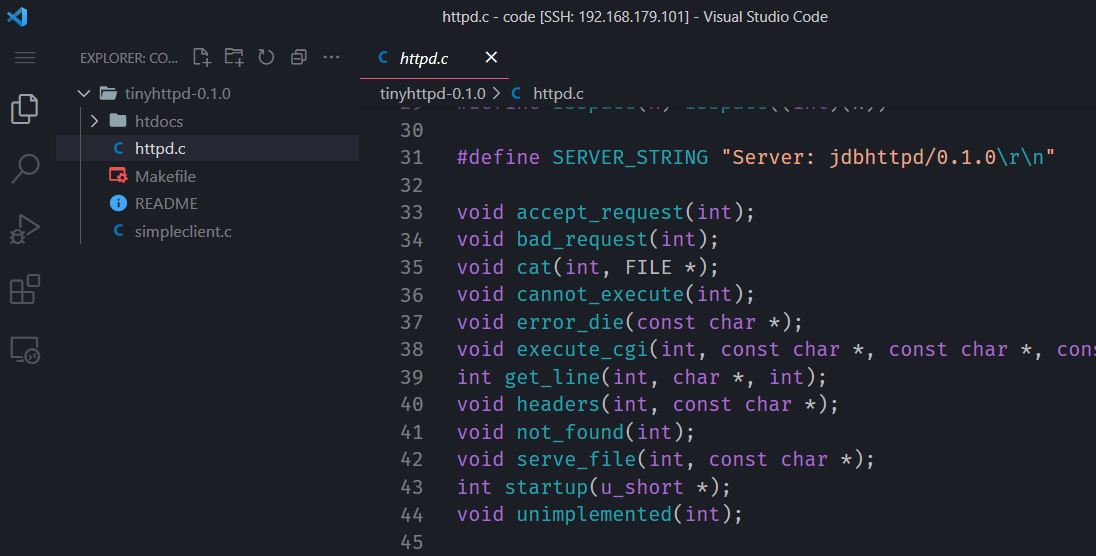 httpd.c - code [SSH: 192.168.179.101] - Visual Studio Code
EXPLORER: CO...
tinyhttpd-0.1.0
htdocs
httpd.c
Makefile
README
simpleclient.c
httpd.c
tinyhttpd-0.1.0 > httpd.c
29 #define isspace(x) isspace((int)(x))
30
31 #define SERVER_STRING "Server: jdbhttpd/0.1.0\r\n"
32
33 void accept_request(int);
34 void bad_request(int);
35 void cat(int, FILE *);
36 void cannot_execute(int);
37 void error_die(const char *);
38 void execute_cgi(int, const char *, const char *, cons
39 int get_line(int, char *, int);
40 void headers(int, const char *);
41 void not_found(int);
42 void serve_file(int, const char *);
43 int startup(u_short *);
44 void unimplemented(int);
45